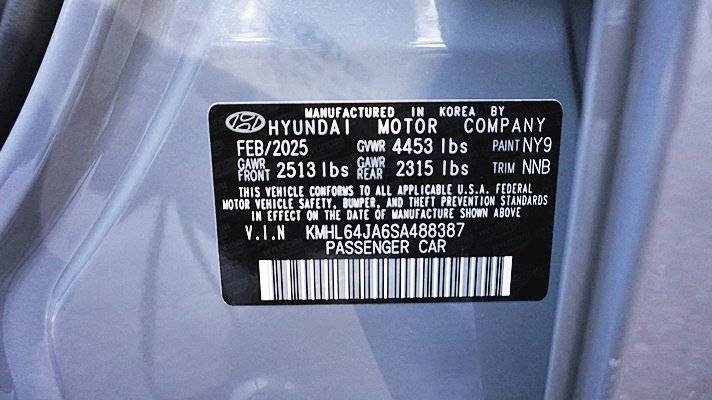 MANUFACTURED IN KOREA BY
HYUNDAI MOTOR COMPANY
FEB/2025 GVWR 4453 lbs PAINT NY9
GAWR FRONT 2513 lbs GAWR REAR 2315 lbs TRIM NNB
THIS VEHICLE CONFORMS TO ALL APPLICABLE U.S.A. FEDERAL
MOTOR VEHICLE SAFETY, BUMPER, AND THEFT PREVENTION STANDARDS
IN EFFECT ON THE DATE OF MANUFACTURE SHOWN ABOVE
V.I.N KMHL64JA6SA488387
PASSENGER CAR